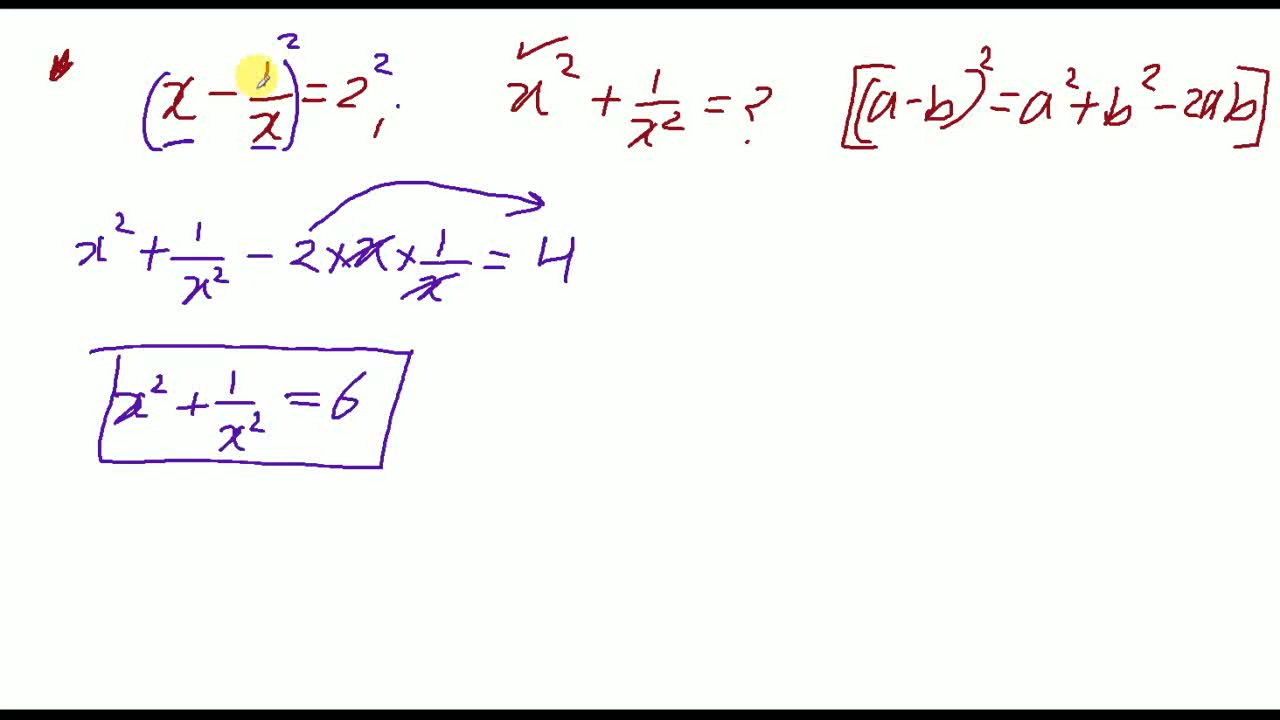 (x - 1/x)² = 2², x² + 1/x² = ? [(a-b)² = a² + b² - 2ab]
x² + 1/x² - 2 × x × 1/x = 4
x² + 1/x² = 6